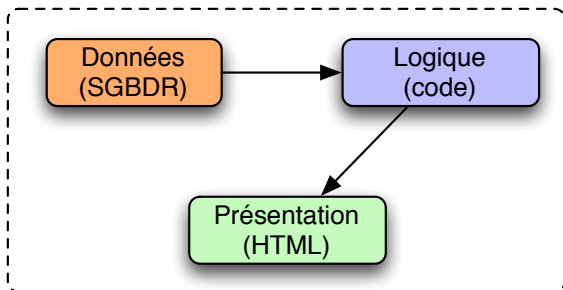 Données
(SGBDR)
Logique
(code)
Présentation
(HTML)